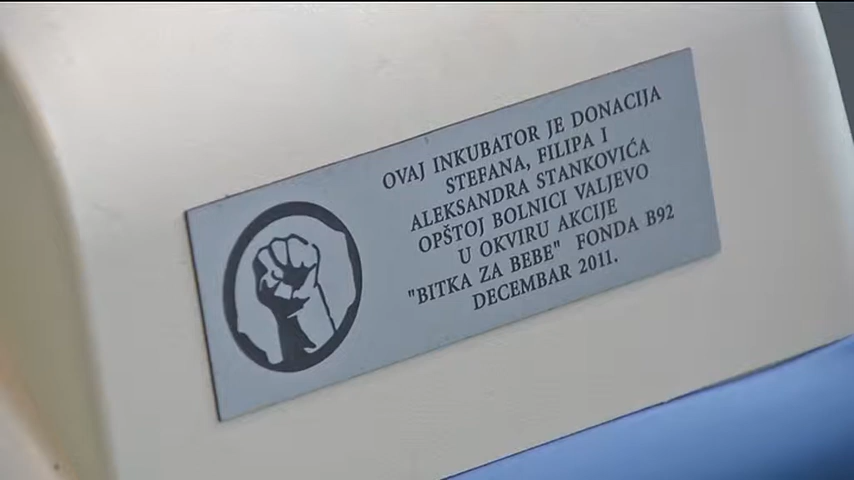 OVAJ INKUBATOR JE DONACIJA
STEFANA, FILIPA I
ALEKSANDRA STANKOVIĆA
OPŠTOJ BOLNICI VALJEVO
U OKVIRU AKCIJE
"BITKA ZA BEBE" FONDA B92
DECEMBAR 2011.